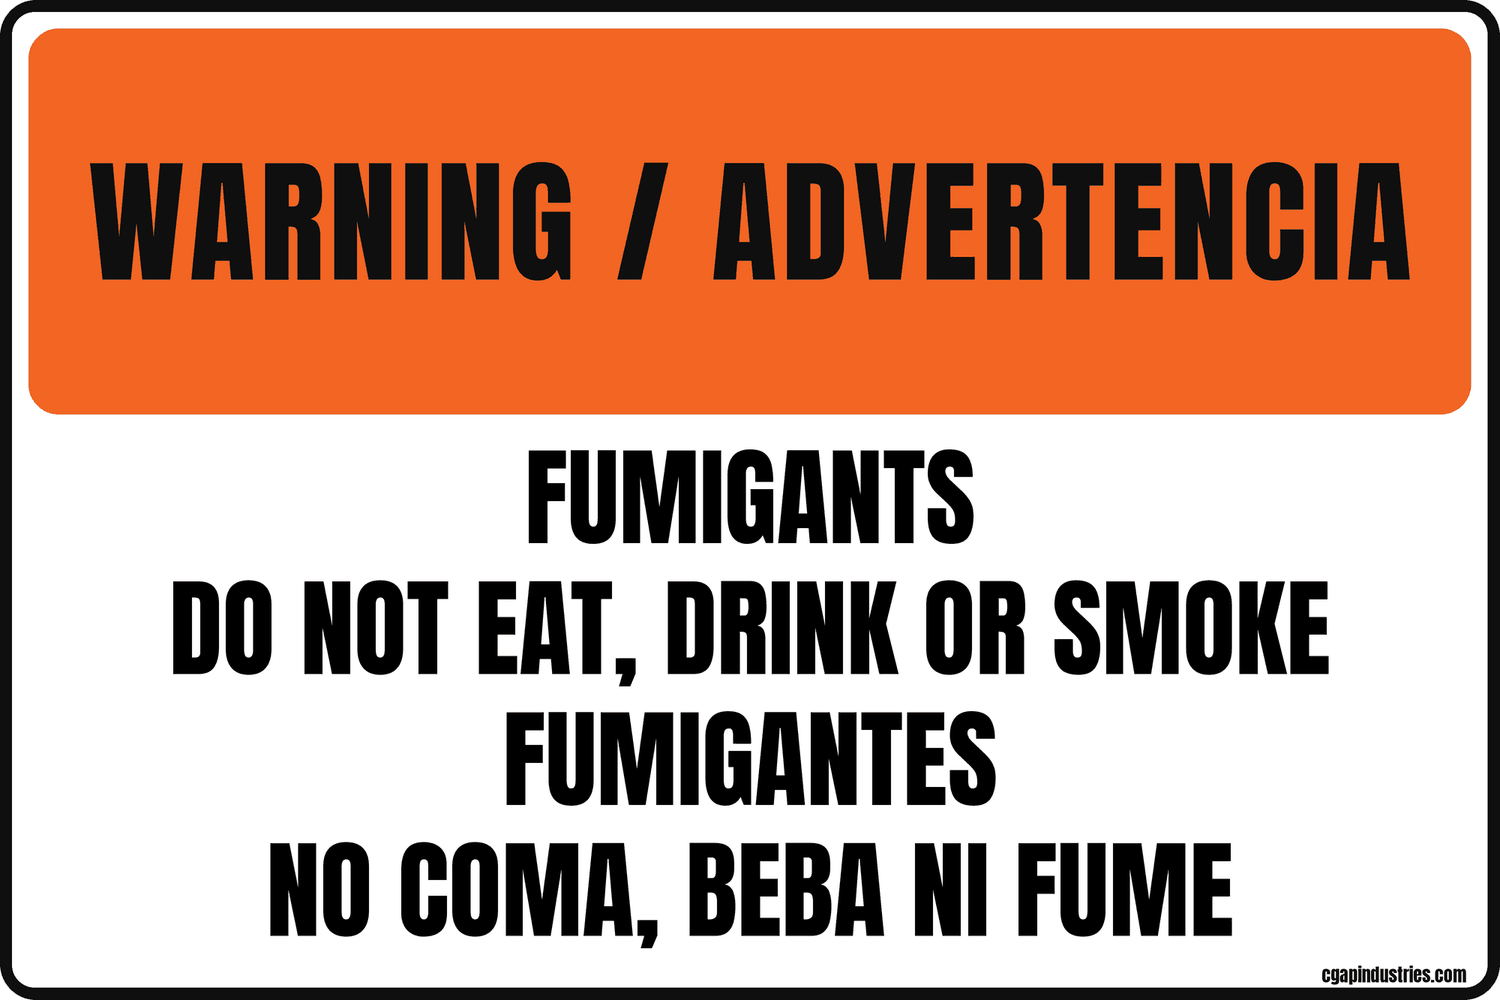 WARNING / ADVERTENCIA
FUMIGANTS
DO NOT EAT, DRINK OR SMOKE
FUMIGANTES
NO COMA, BEBA NI FUME
cgapindustries.com